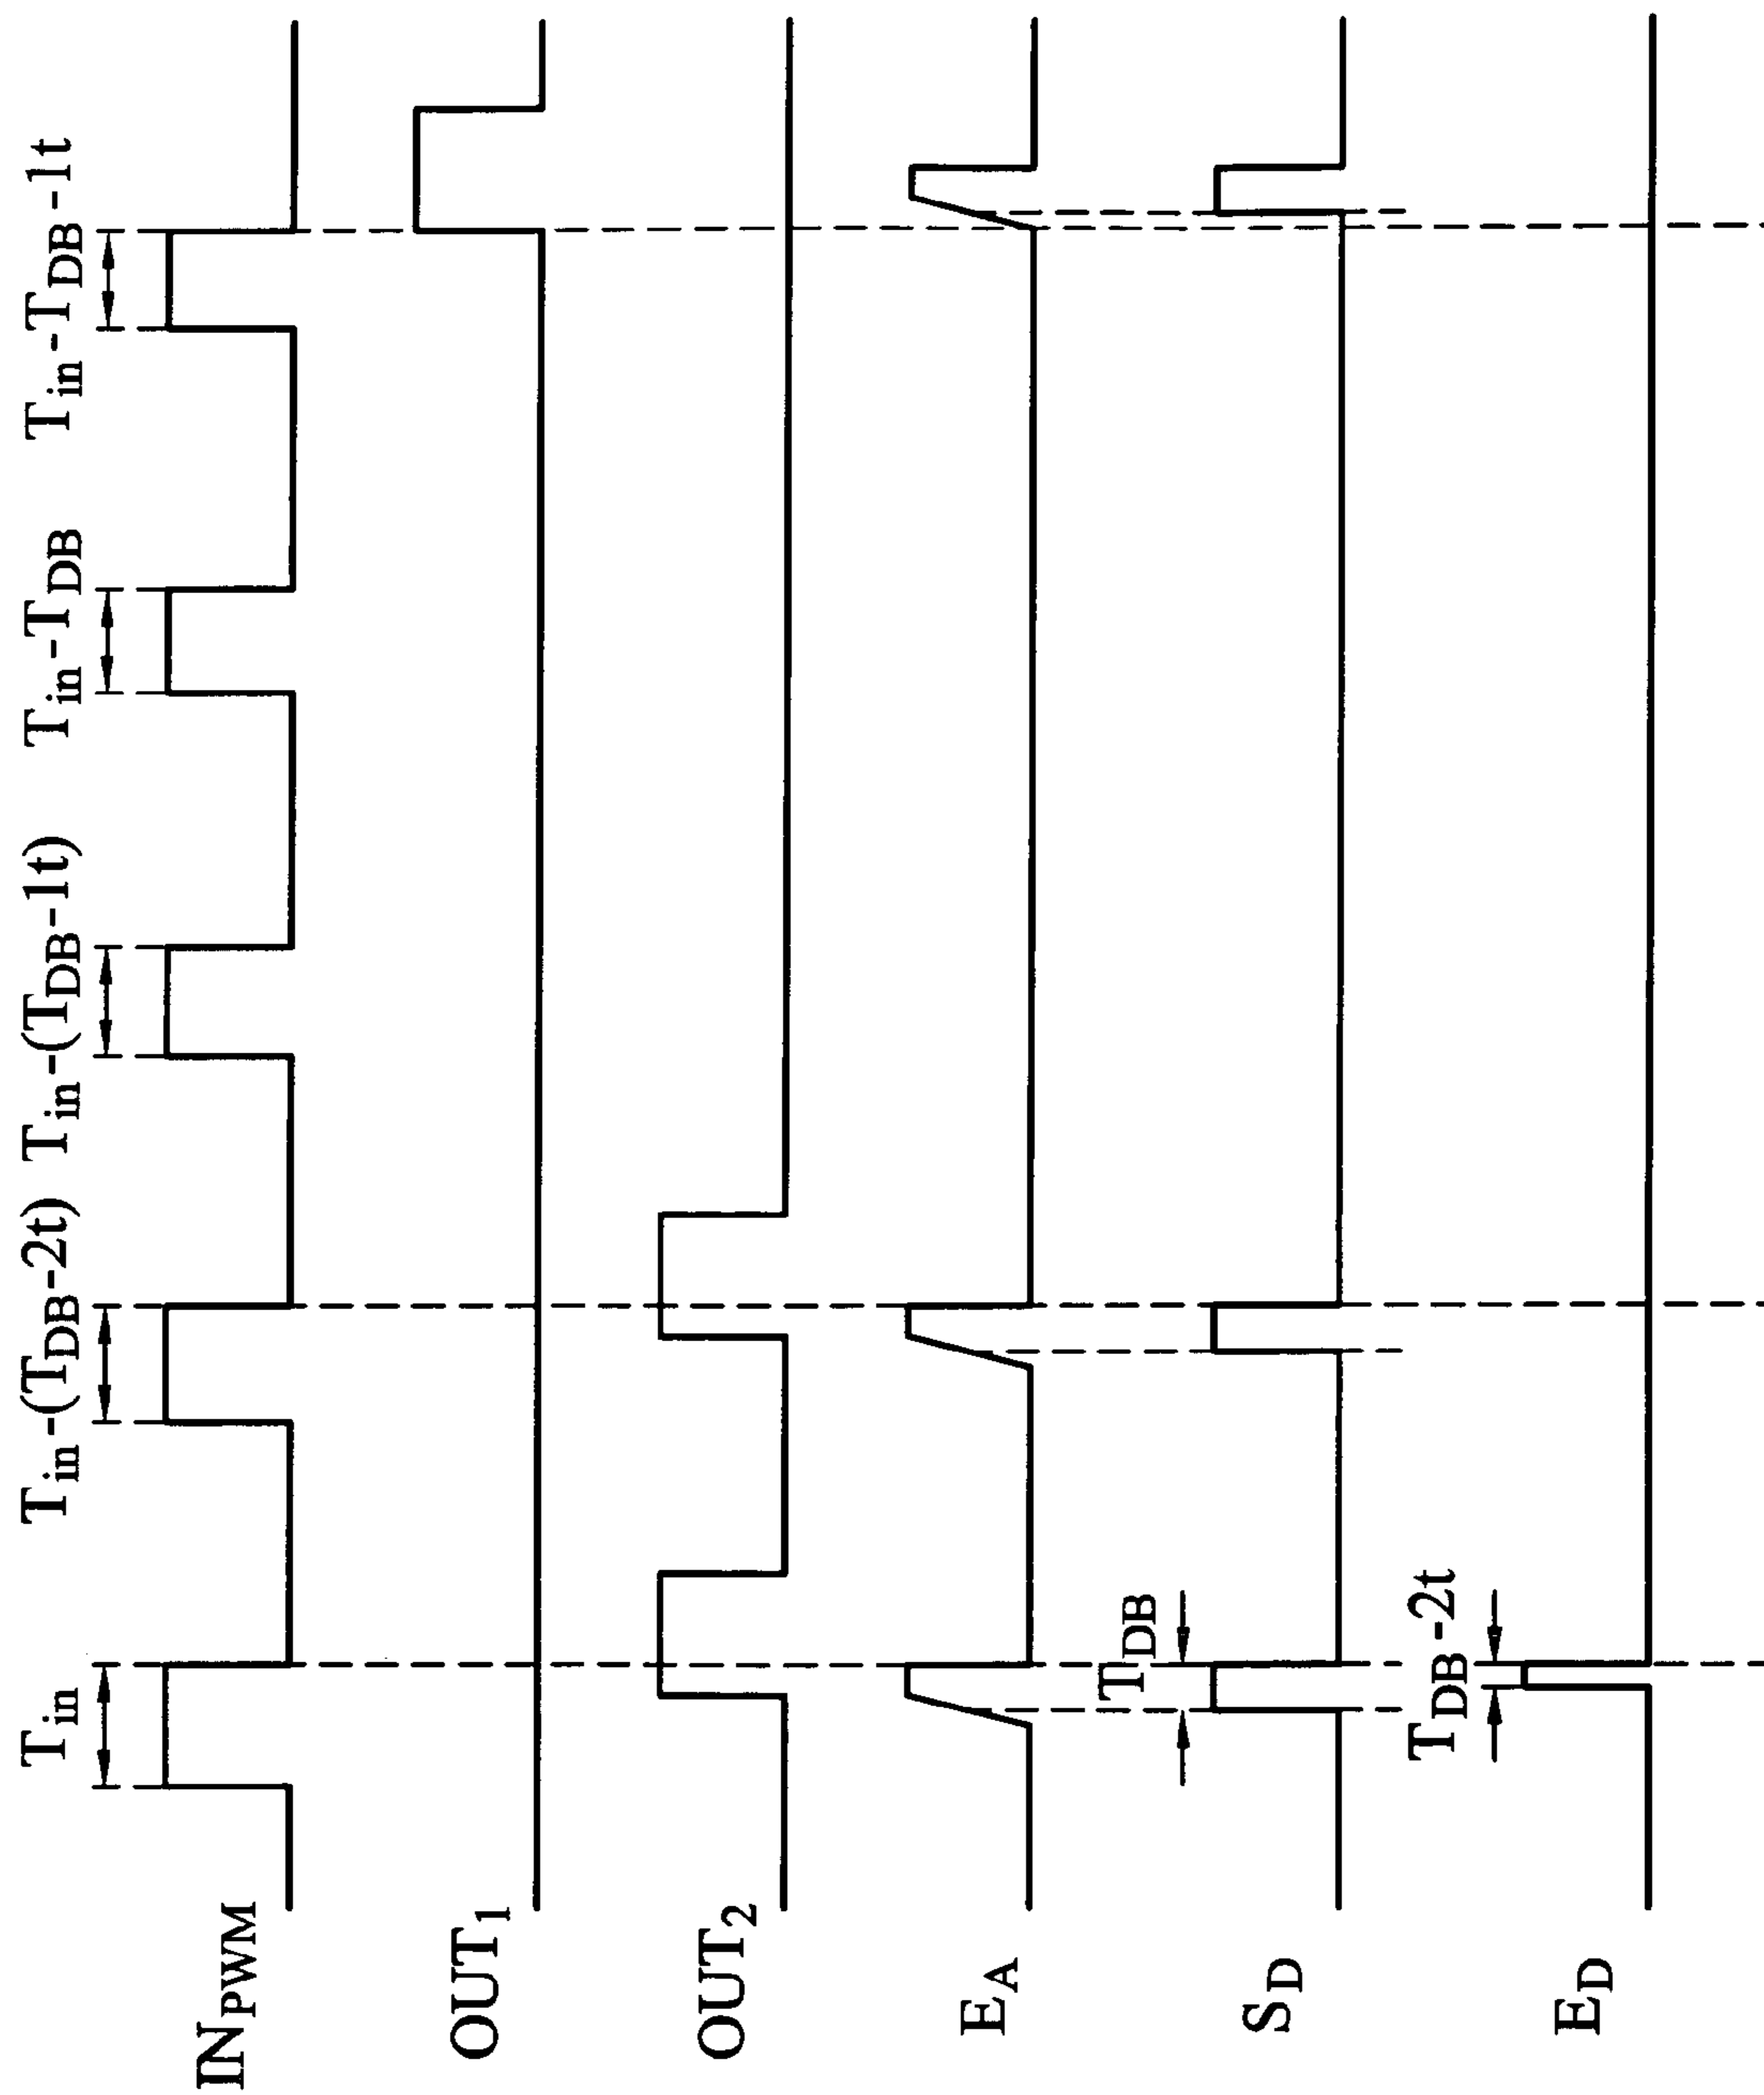 T_in
T_in-(T_DB-2t)
T_in-(T_DB-1t)
T_in-T_DB
T_in-T_DB-1t
IN_PWM
OUT_1
OUT_2
E_A
T_DB
S_D
T_DB-2t
E_D